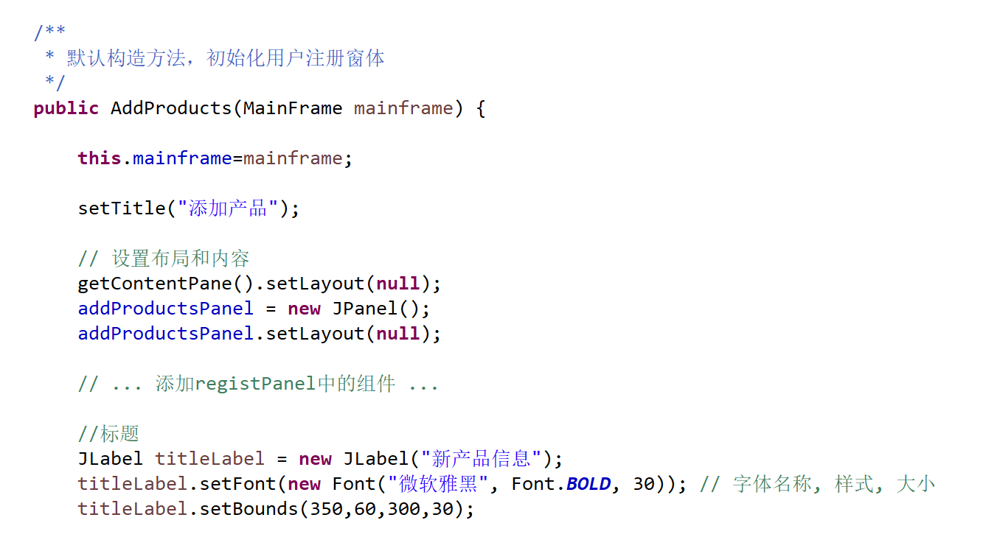 /**
 * 默认构造方法，初始化用户注册窗体
 */
public AddProducts(MainFrame mainframe) {
this.mainframe=mainframe;
setTitle("添加产品");
// 设置布局和内容
getContentPane().setLayout(null);
addProductsPanel = new JPanel();
addProductsPanel.setLayout(null);
// ... 添加registPanel中的组件 ...
//标题
JLabel titleLabel = new JLabel("新产品信息");
titleLabel.setFont(new Font("微软雅黑", Font.BOLD, 30)); // 字体名称, 样式, 大小
titleLabel.setBounds(350,60,300,30);